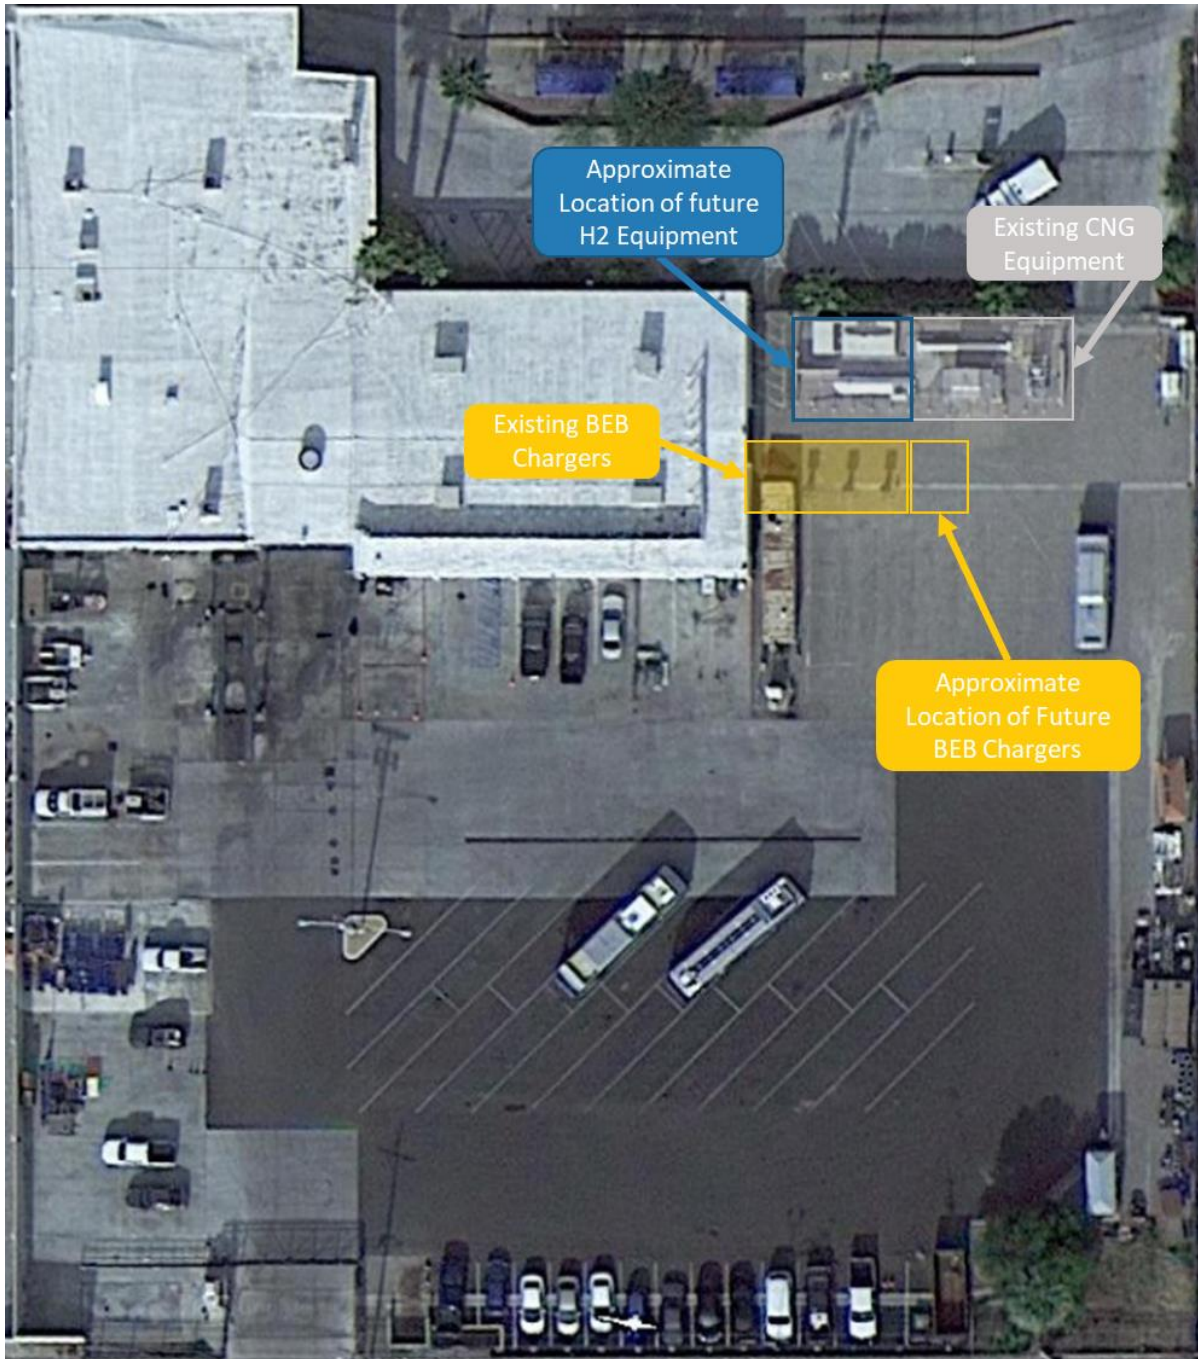 Approximate
Location of future
H2 Equipment
Existing CNG
Equipment
Existing BEB
Chargers
Approximate
Location of Future
BEB Chargers